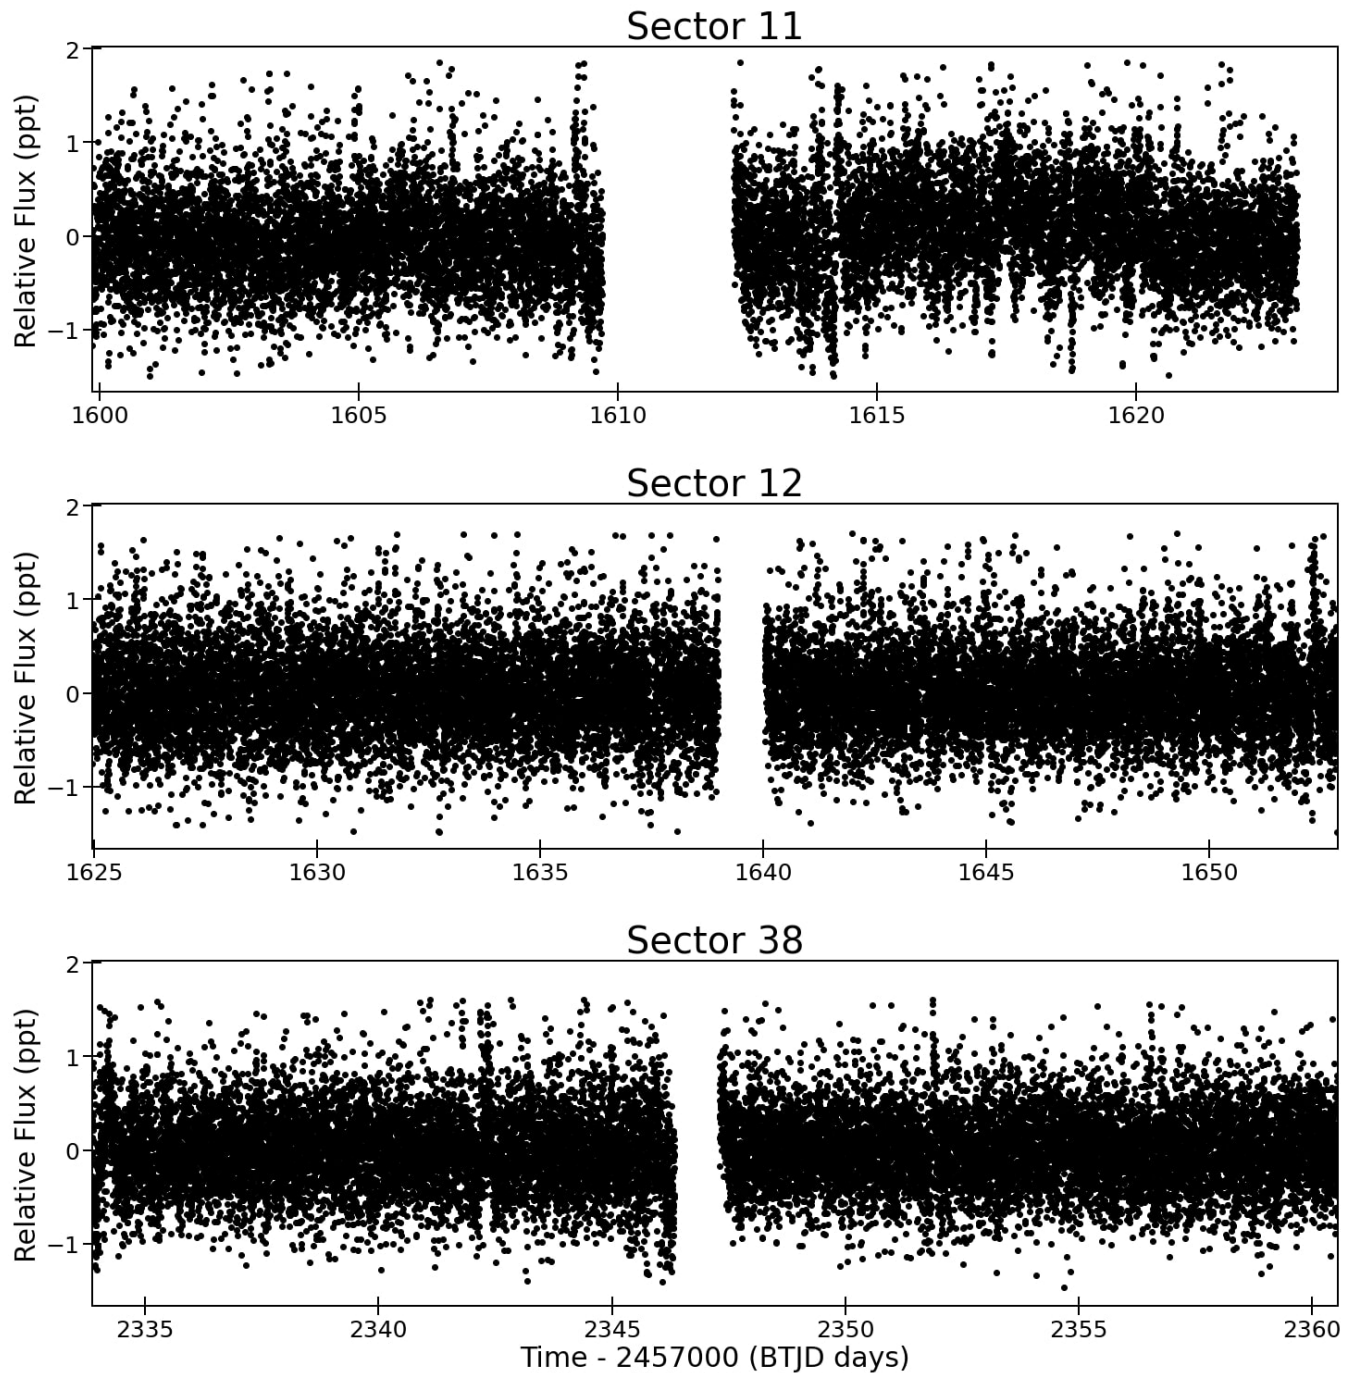 Sector 11
Relative Flux (ppt)
2
1
0
−1
1600 1605 1610 1615 1620
Sector 12
Relative Flux (ppt)
2
1
0
−1
1625 1630 1635 1640 1645 1650
Sector 38
Relative Flux (ppt)
2
1
0
−1
2335 2340 2345 2350 2355 2360
Time - 2457000 (BTJD days)